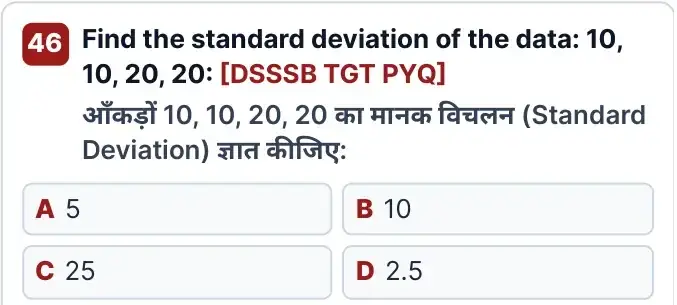 46 Find the standard deviation of the data: 10,
10, 20, 20: [DSSSB TGT PYQ]
आँकड़ों 10, 10, 20, 20 का मानक विचलन (Standard
Deviation) ज्ञात कीजिए:
A 5
B 10
C 25
D 2.5